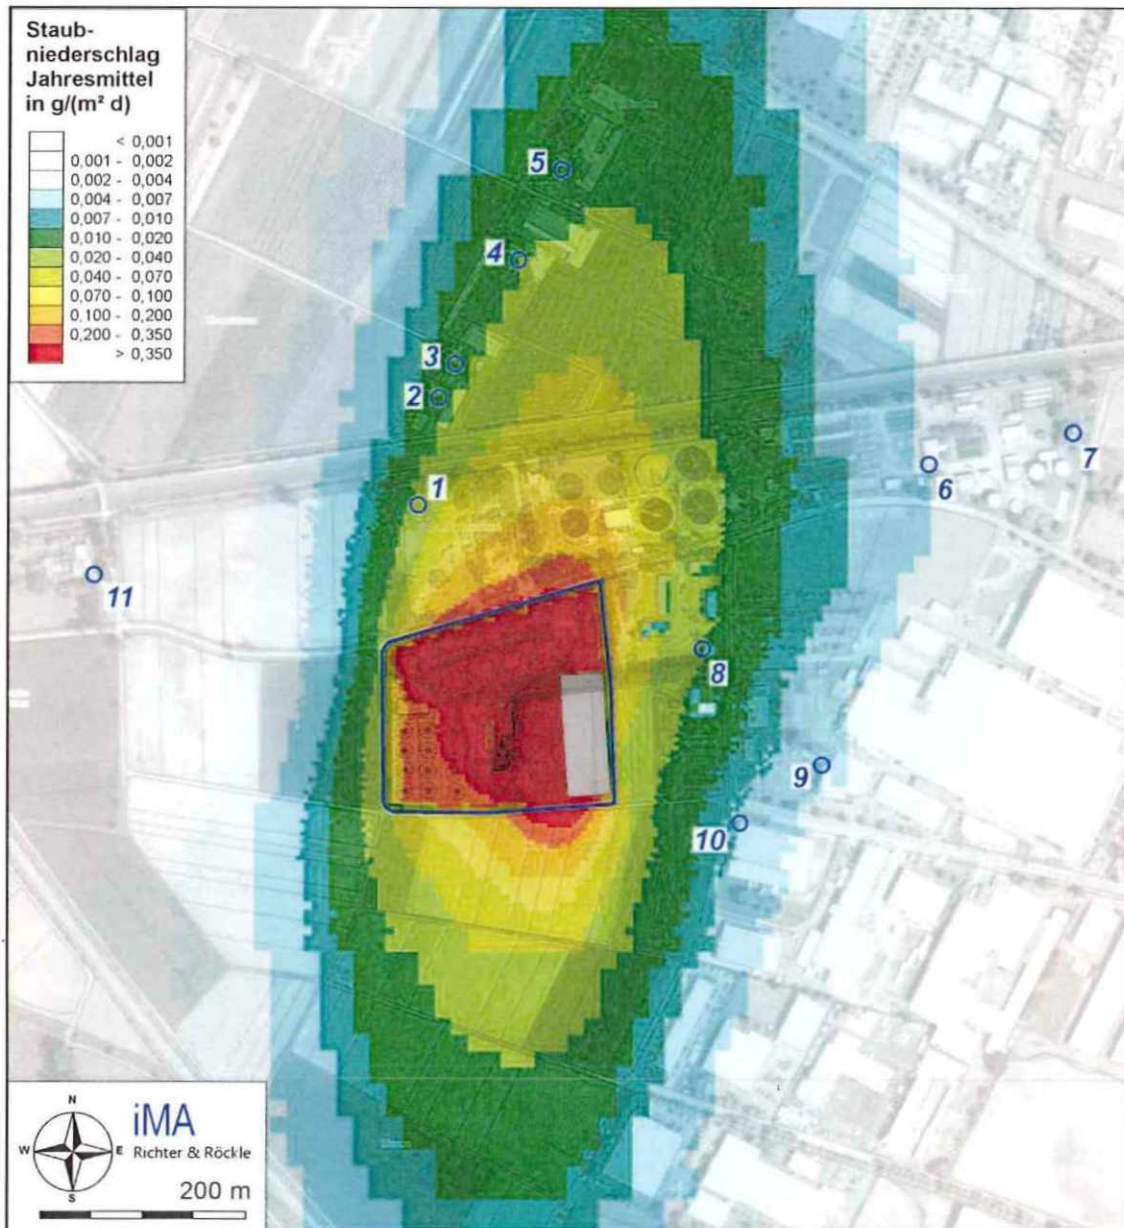 Staub-
niederschlag
Jahresmittel
in g/(m² d)
< 0,001
0,001 - 0,002
0,002 - 0,004
0,004 - 0,007
0,007 - 0,010
0,010 - 0,020
0,020 - 0,040
0,040 - 0,070
0,070 - 0,100
0,100 - 0,200
0,200 - 0,350
> 0,350
5
4
3
2
1
7
6
11
8
9
10
N
W E
S
iMA
Richter & Röckle
200 m